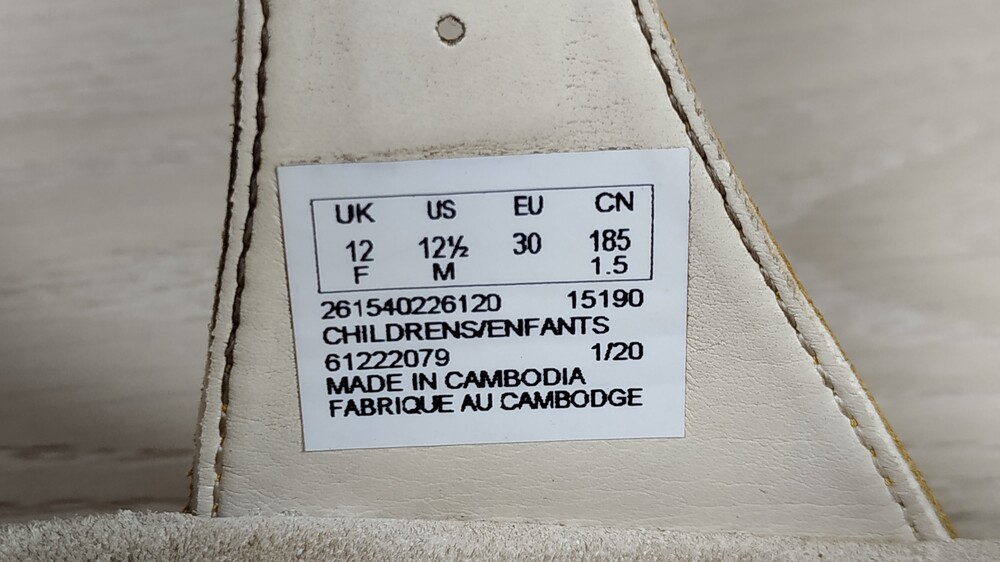 UK US EU CN
12 12½ 30 185
F M 1.5
261540226120 15190
CHILDRENS/ENFANTS
61222079 1/20
MADE IN CAMBODIA
FABRIQUE AU CAMBODGE